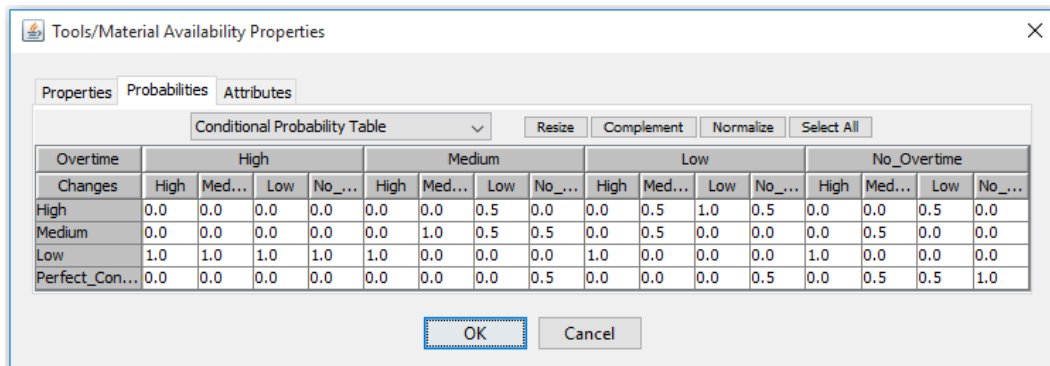 Tools/Material Availability Properties
Properties Probabilities Attributes
Conditional Probability Table Resize Complement Normalize Select All
Overtime High Medium Low No_Overtime
Changes High Med... Low No_... High Med... Low No_... High Med... Low No_... High Med... Low No_...
High 0.0 0.0 0.0 0.0 0.0 0.0 0.5 0.0 0.0 0.5 1.0 0.5 0.0 0.0 0.5 0.0
Medium 0.0 0.0 0.0 0.0 0.0 1.0 0.5 0.5 0.0 0.5 0.0 0.0 0.0 0.5 0.0 0.0
Low 1.0 1.0 1.0 1.0 1.0 0.0 0.0 0.0 1.0 0.0 0.0 0.0 1.0 0.0 0.0 0.0
Perfect_Con... 0.0 0.0 0.0 0.0 0.0 0.0 0.0 0.5 0.0 0.0 0.0 0.5 0.0 0.5 0.5 1.0
OK Cancel